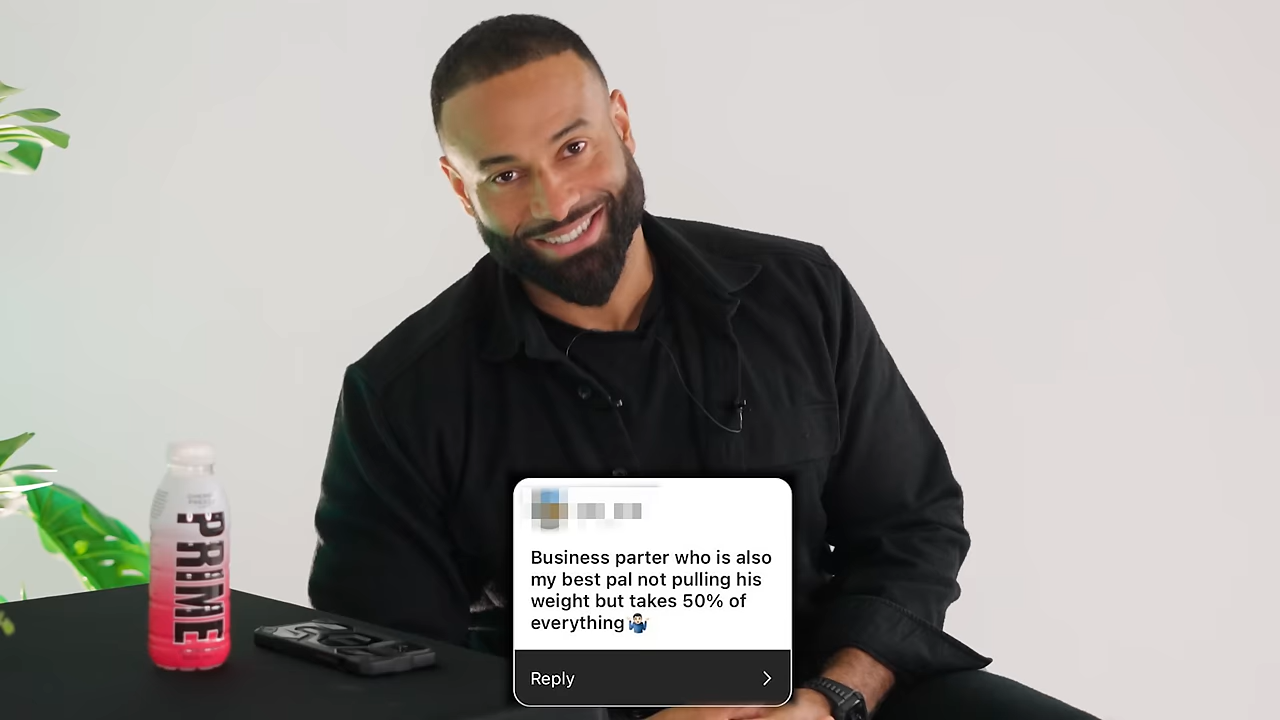 PRIME
Business parter who is also
my best pal not pulling his
weight but takes 50% of
everything🤷🏻‍♂️
Reply